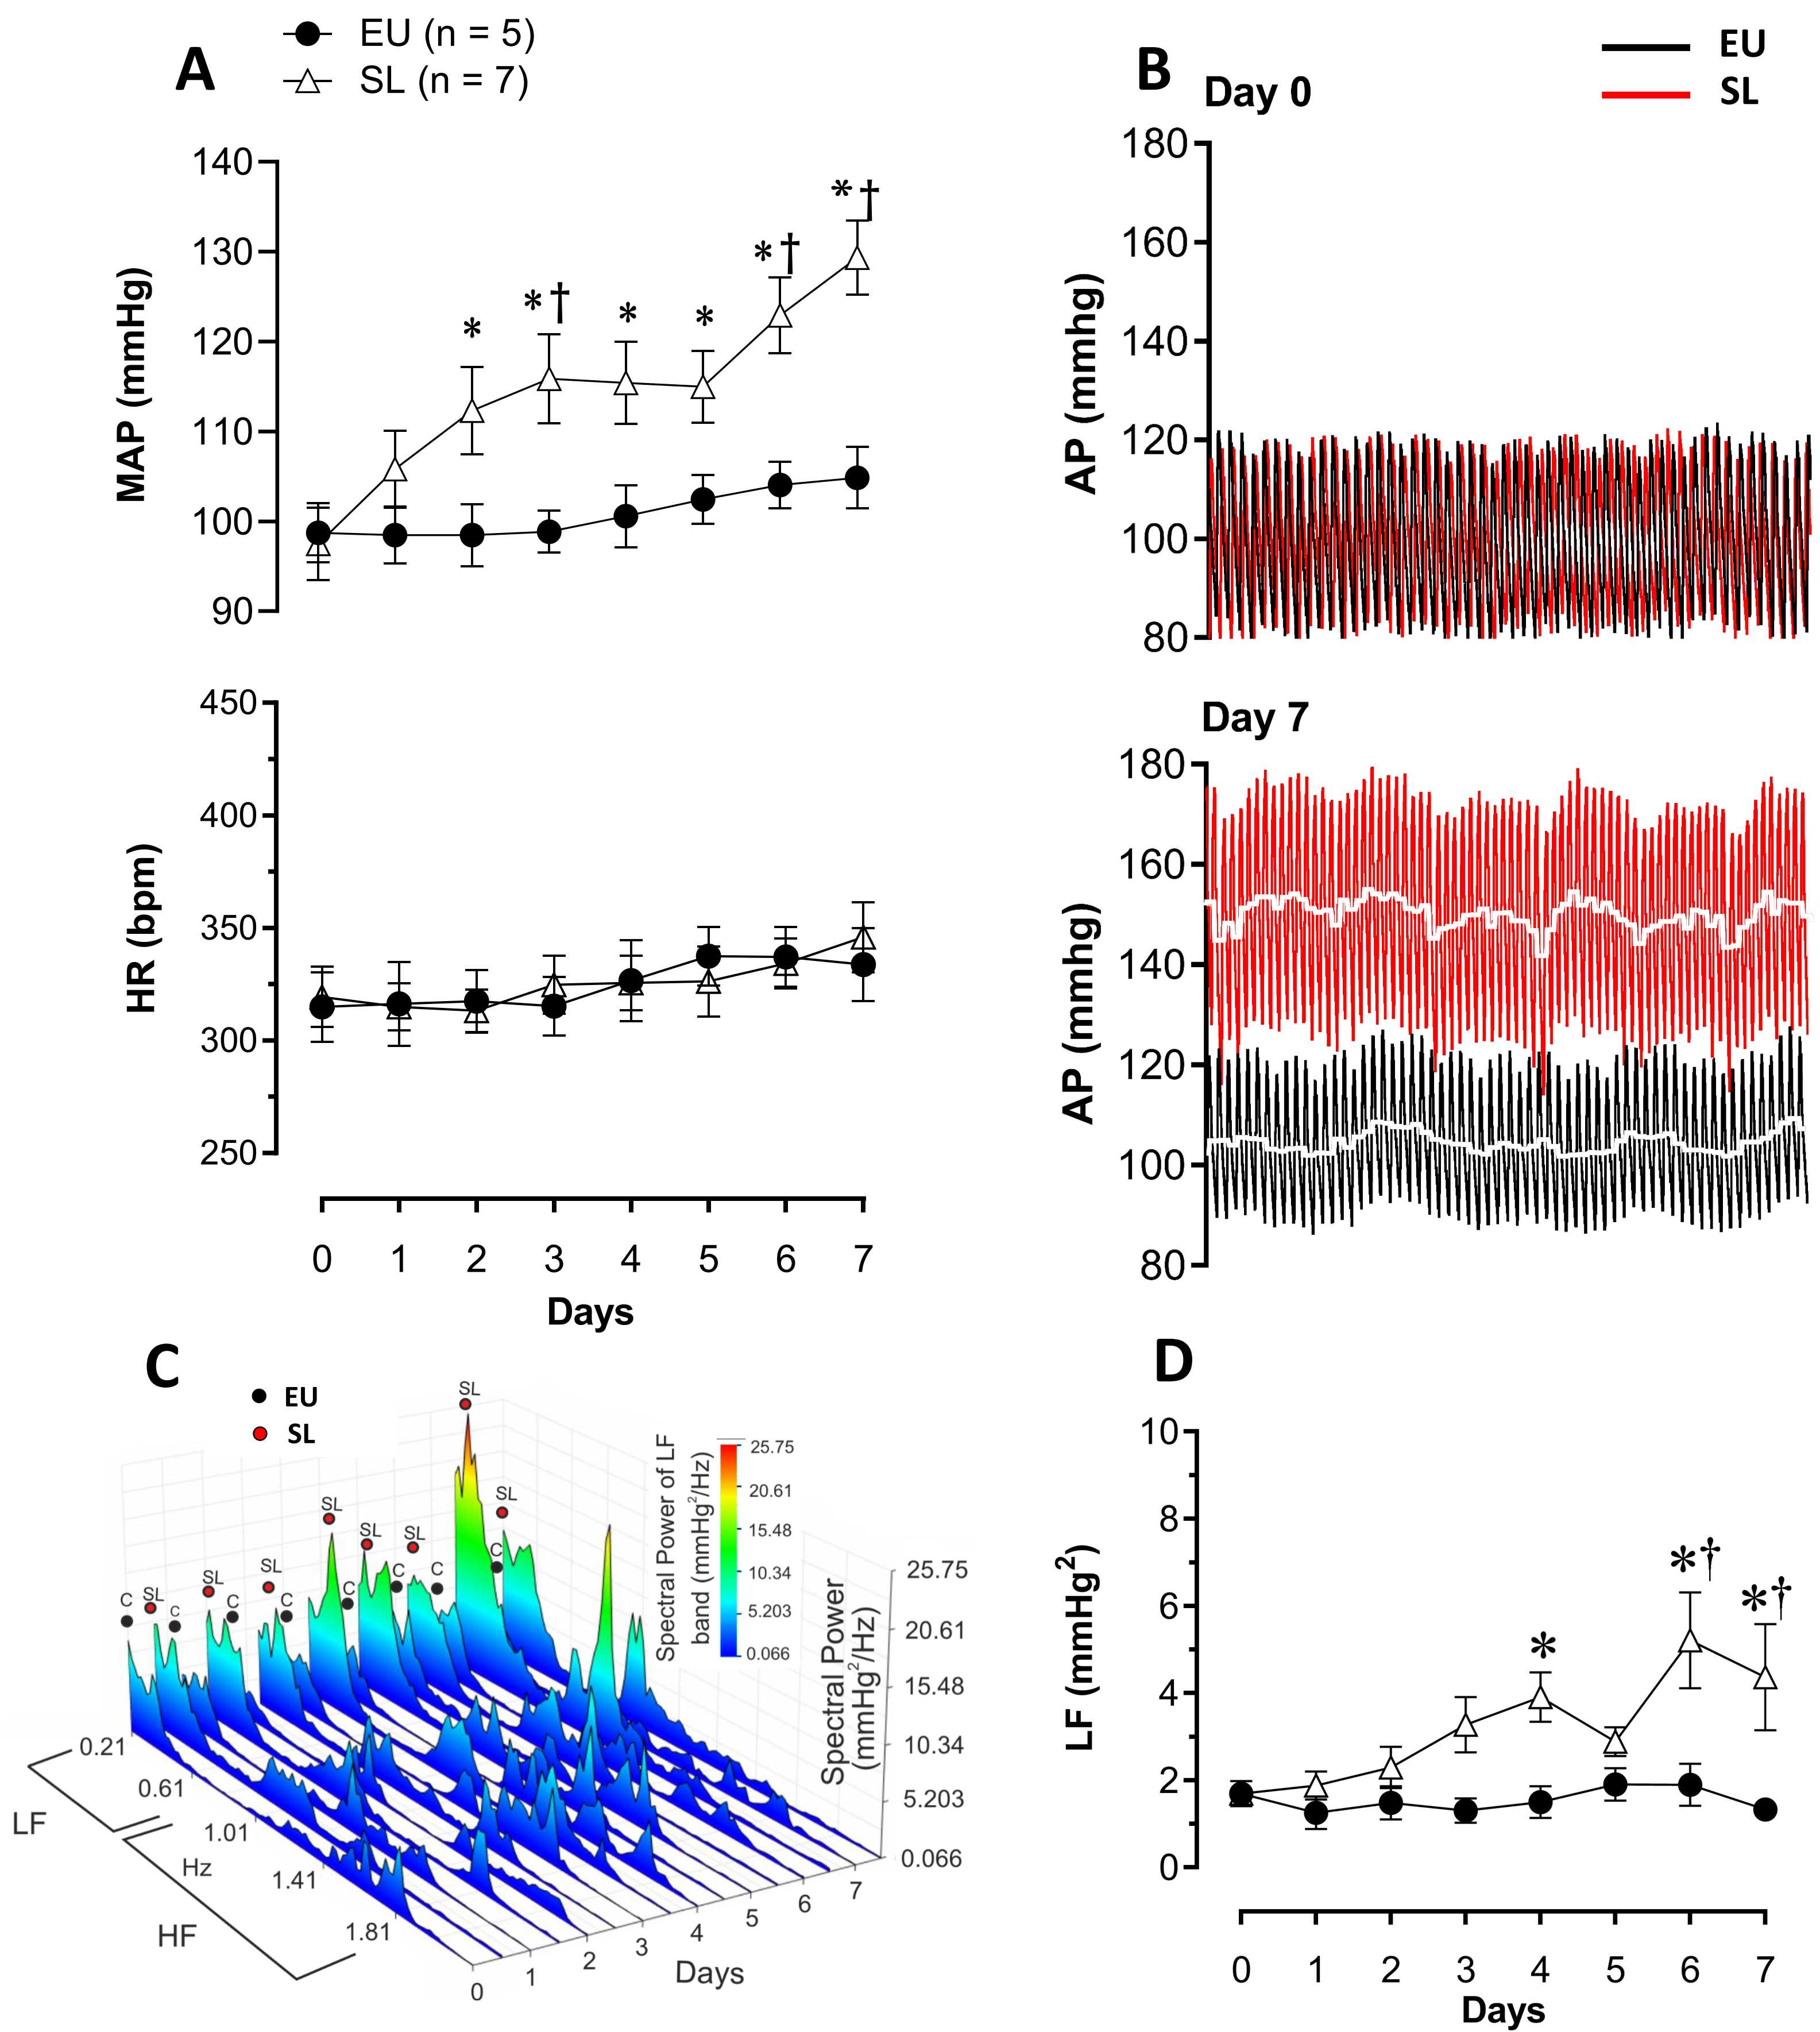 A
EU (n = 5)
SL (n = 7)
140
130
120
110
100
90
MAP (mmHg)
*
*†
*
*
*†
*†
450
400
350
300
250
HR (bpm)
0 1 2 3 4 5 6 7
Days
B
Day 0
EU
SL
180
160
140
120
100
80
AP (mmhg)
Day 7
180
160
140
120
100
80
AP (mmhg)
C
EU
SL
C
SL
C
SL
C
SL
C
SL
C
SL
C
SL
C
SL
C
SL
Spectral Power of LF
band (mmHg²/Hz)
25.75
20.61
15.48
10.34
5.203
0.066
Spectral Power
(mmHg²/Hz)
25.75
20.61
15.48
10.34
5.203
0.066
0.21
0.61
1.01
1.41
1.81
LF
Hz
HF
0 1 2 3 4 5 6 7
Days
D
10
8
6
4
2
0
LF (mmHg²)
*
*†
*†
0 1 2 3 4 5 6 7
Days